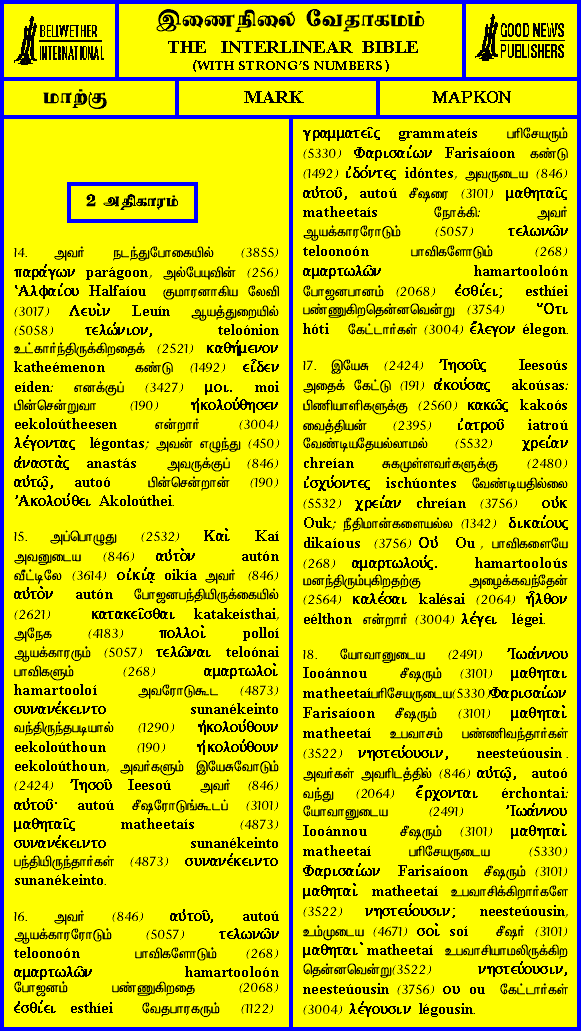 BELLWETHER
INTERNATIONAL
இணைநிலை வேதாகமம்
THE INTERLINEAR BIBLE
(WITH STRONG'S NUMBERS)
GOOD NEWS
PUBLISHERS
மாற்கு
MARK
ΜΑΡΚΟΝ
2 அதிகாரம்
14. அவர் நடந்துபோகையில் (3855)
παράγων parágoon, அல்பேயுவின் (256)
Ἁλφαίου Halfaíou குமாரனாகிய லேவி
(3017) Λευὶν Leuín ஆயத்துறையில்
(5058) τελώνιον, teloónion
உட்கார்ந்திருக்கிறதைக் (2521) καθήμενον
katheémenon கண்டு (1492) εἶδεν
eíden: எனக்குப் (3427) μοι. moi
பின்சென்றுவா (190) ἠκολούθησεν
eekoloútheesen என்றார் (3004)
λέγοντας légontas; அவன் எழுந்து (450)
ἀναστὰς anastás அவருக்குப் (846)
αὐτῷ, autoó பின்சென்றான் (190)
Ἀκολούθει Akoloúthei.
15. அப்பொழுது (2532) Καὶ Kaí
அவனுடைய (846) αὐτὸν autón
வீட்டிலே (3614) οἰκίᾳ oikía அவர் (846)
αὐτὸν autón போஜனபந்தியிருக்கையில்
(2621) κατακεῖσθαι katakeísthai,
அநேக (4183) πολλοὶ polloí
ஆயக்காரரும் (5057) τελῶναι teloónai
பாவிகளும் (268) αμαρτωλοὶ
hamartooloí அவரோடுகூட (4873)
συνανέκειντο sunanékeinto
வந்திருந்தபடியால் (1290) ἠκολούθουν
eekoloúthoun (190) ἠκολούθουν
eekoloúthoun, அவர்களும் இயேசுவோடும்
(2424) Ἰησοῦ Ieesoú அவர் (846)
αὐτοῦ· autoú சீஷரோடுங்கூடப் (3101)
μαθηταῖς matheetaís (4873)
συνανέκειντο sunanékeinto
பந்தியிருந்தார்கள் (4873) συνανέκειντο
sunanékeinto.
16. அவர் (846) αὐτοῦ, autoú
ஆயக்காரரோடும் (5057) τελωνῶν
teloonoón பாவிகளோடும் (268)
αμαρτωλῶν hamartooloón
போஜனம் பண்ணுகிறதை (2068)
ἐσθίει esthíei வேதபாரகரும் (1122)
γραμματεῖς grammateís பரிசேயரும்
(5330) Φαρισαίων Farisaíoon கண்டு
(1492) ἰδόντες idóntes, அவருடைய (846)
αὐτοῦ, autoú சீஷரை (3101) μαθηταῖς
matheetaís நோக்கி: அவர்
ஆயக்காரரோடும் (5057) τελωνῶν
teloonoón பாவிகளோடும் (268)
αμαρτωλῶν hamartooloón
போஜனபானம் (2068) ἐσθίει; esthíei
பண்ணுகிறதென்னவென்று (3754) Ὅτι
hóti கேட்டார்கள் (3004) ἔλεγον élegon.
17. இயேசு (2424) Ἰησοῦς Ieesoús
அதைக் கேட்டு (191) ἀκούσας akoúsas:
பிணியாளிகளுக்கு (2560) κακῶς kakoós
வைத்தியன் (2395) ἰατροῦ iatroú
வேண்டியதேயல்லாமல் (5532) χρείαν
chreían சுகமுள்ளவர்களுக்கு (2480)
ἰσχύοντες ischúontes வேண்டியதில்லை
(5532) χρείαν chreían (3756) οὐκ
Ouk; நீதிமான்களையல்ல (1342) δικαίους
dikaíous (3756) Οὐ Ou , பாவிகளையே
(268) αμαρτωλούς. hamartooloús
மனந்திரும்புகிறதற்கு அழைக்கவந்தேன்
(2564) καλέσαι kalésai (2064) ἦλθον
eélthon என்றார் (3004) λέγει légei.
18. யோவானுடைய (2491) Ἰωάννου
Iooánnou சீஷரும் (3101) μαθηται
matheetaíபரிசேயருடைய(5330)Φαρισαίων
Farisaíoon சீஷரும் (3101) μαθηταὶ
matheetaí உபவாசம் பண்ணிவந்தார்கள்
(3522) νηστεύουσιν, neesteúousin .
அவர்கள் அவரிடத்தில் (846) αὐτῷ, autoó
வந்து (2064) ἔρχονται érchontai:
யோவானுடைய (2491) Ἰωάννου
Iooánnou சீஷரும் (3101) μαθηταὶ
matheetaí பரிசேயருடைய (5330)
Φαρισαίων Farisaíoon சீஷரும் (3101)
μαθηταὶ matheetaí உபவாசிக்கிறார்களே
(3522) νηστεύουσιν; neesteúousin,
உம்முடைய (4671) σοὶ soí சீஷர் (3101)
μαθηταὶ matheetaí உபவாசியாமலிருக்கிற
தென்னவென்று(3522) νηστεύουσιν,
neesteúousin (3756) ου ou கேட்டார்கள்
(3004) λέγουσιν légousin.